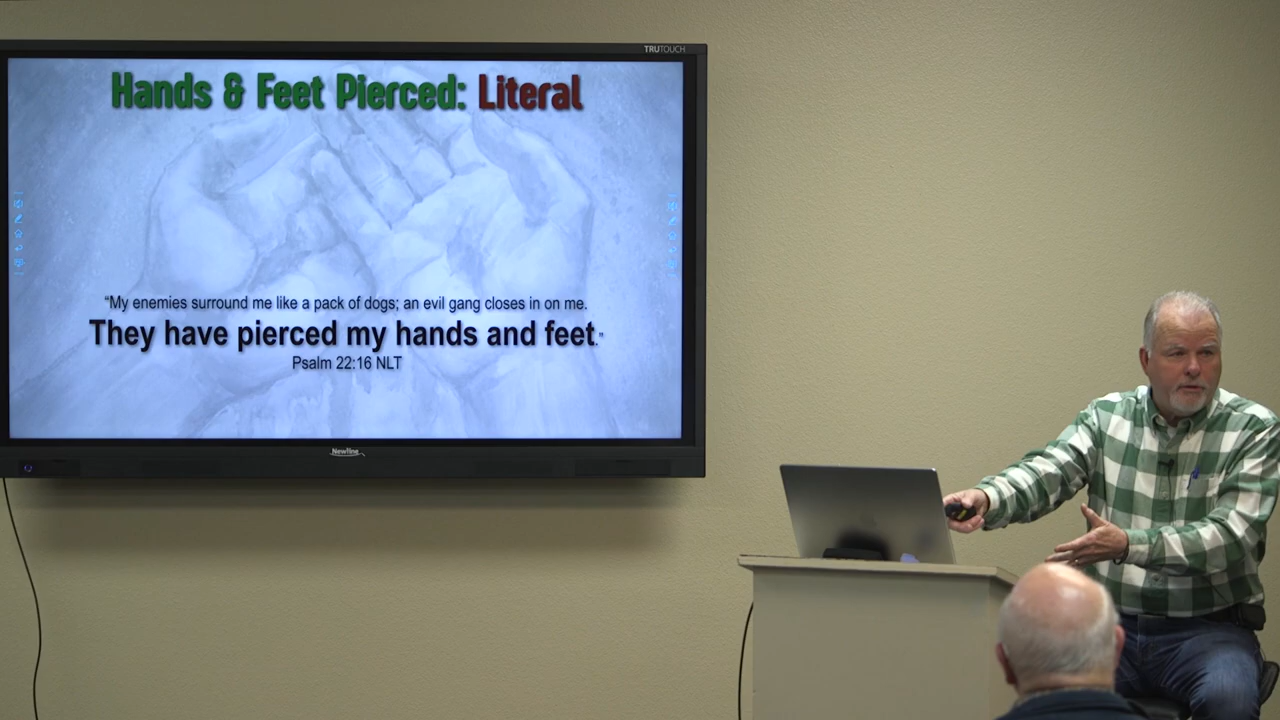 TRUTOUCH
Hands & Feet Pierced: Literal
“My enemies surround me like a pack of dogs; an evil gang closes in on me.
They have pierced my hands and feet.”
Psalm 22:16 NLT
Newline